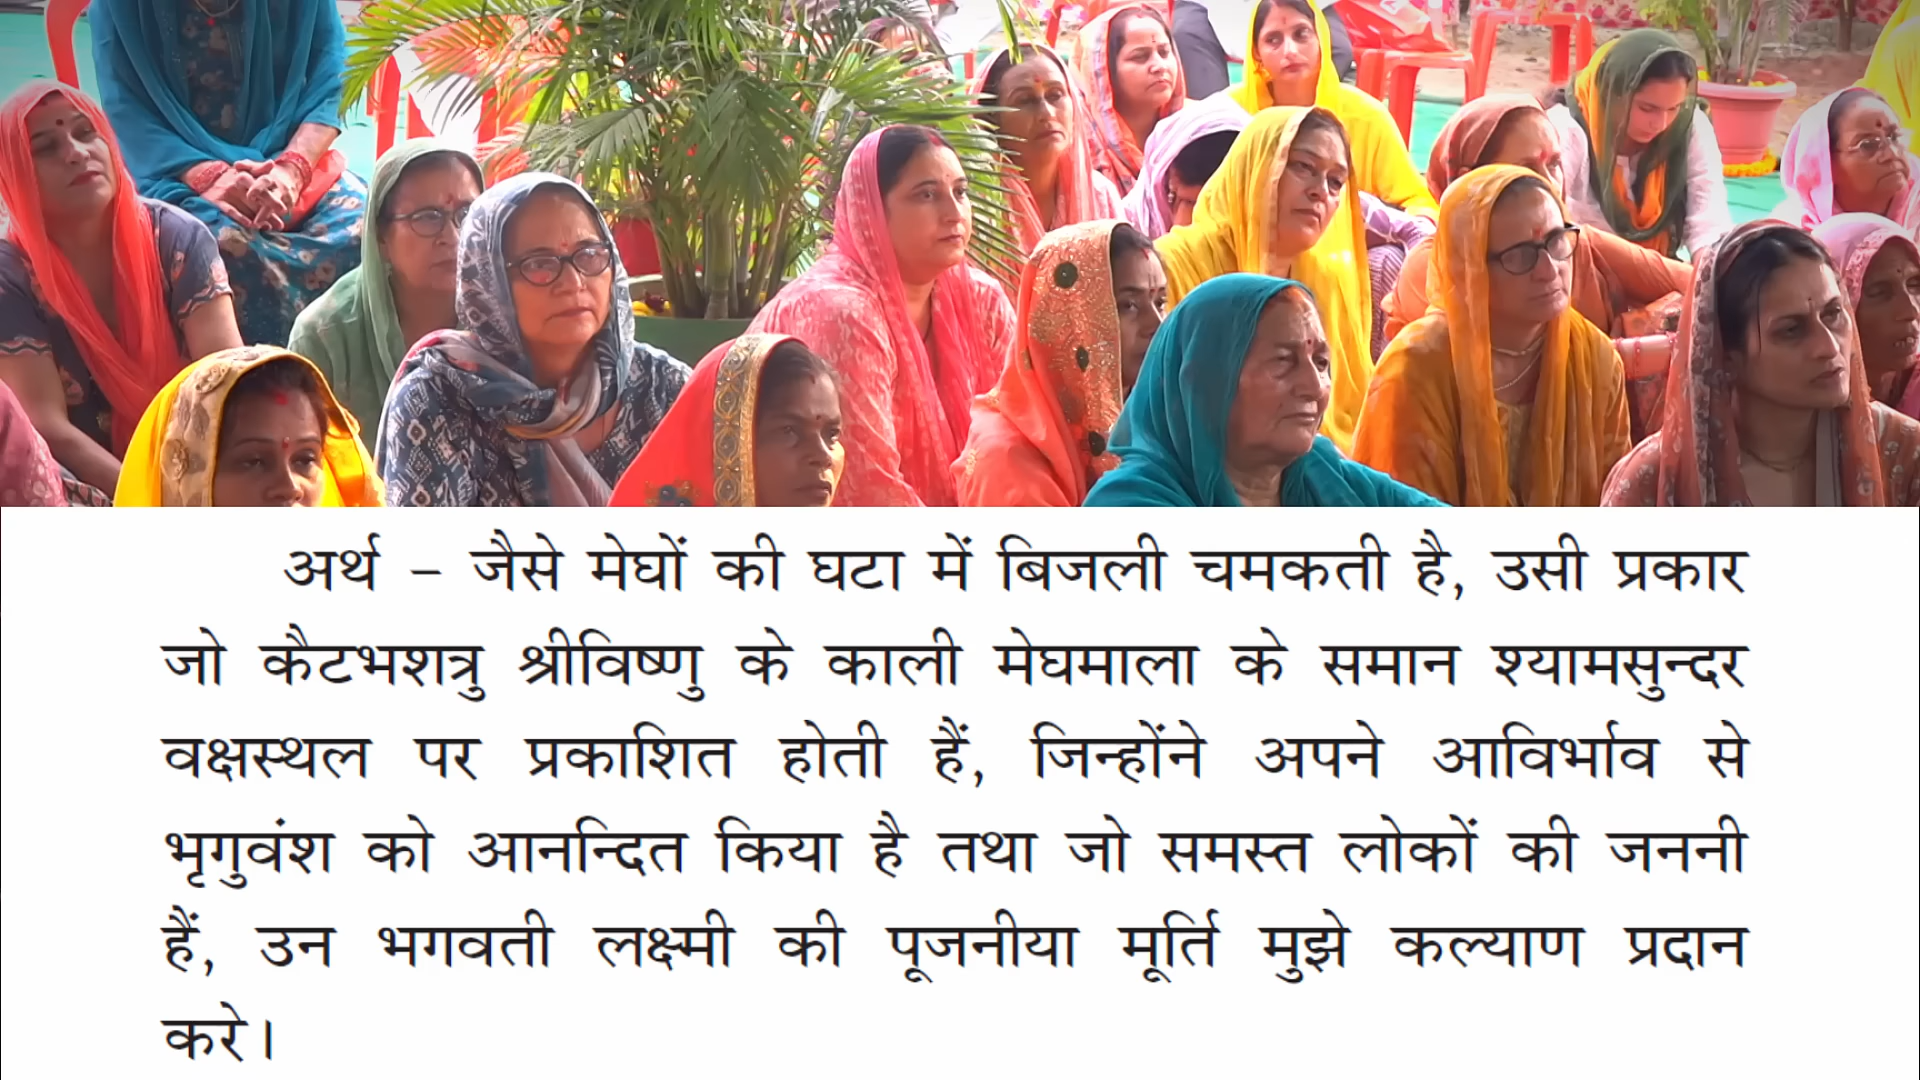 अर्थ – जैसे मेघों की घटा में बिजली चमकती है, उसी प्रकार
जो कैटभशत्रु श्रीविष्णु के काली मेघमाला के समान श्यामसुन्दर
वक्षस्थल पर प्रकाशित होती हैं, जिन्होंने अपने आविर्भाव से
भृगुवंश को आनन्दित किया है तथा जो समस्त लोकों की जननी
हैं, उन भगवती लक्ष्मी की पूजनीया मूर्ति मुझे कल्याण प्रदान
करे।